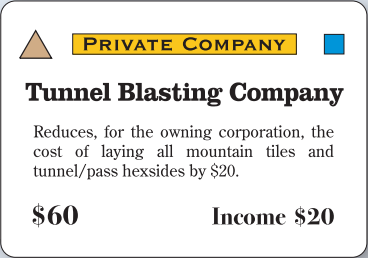 PRIVATE COMPANY
Tunnel Blasting Company
Reduces, for the owning corporation, the
cost of laying all mountain tiles and
tunnel/pass hexsides by $20.
$60 Income $20